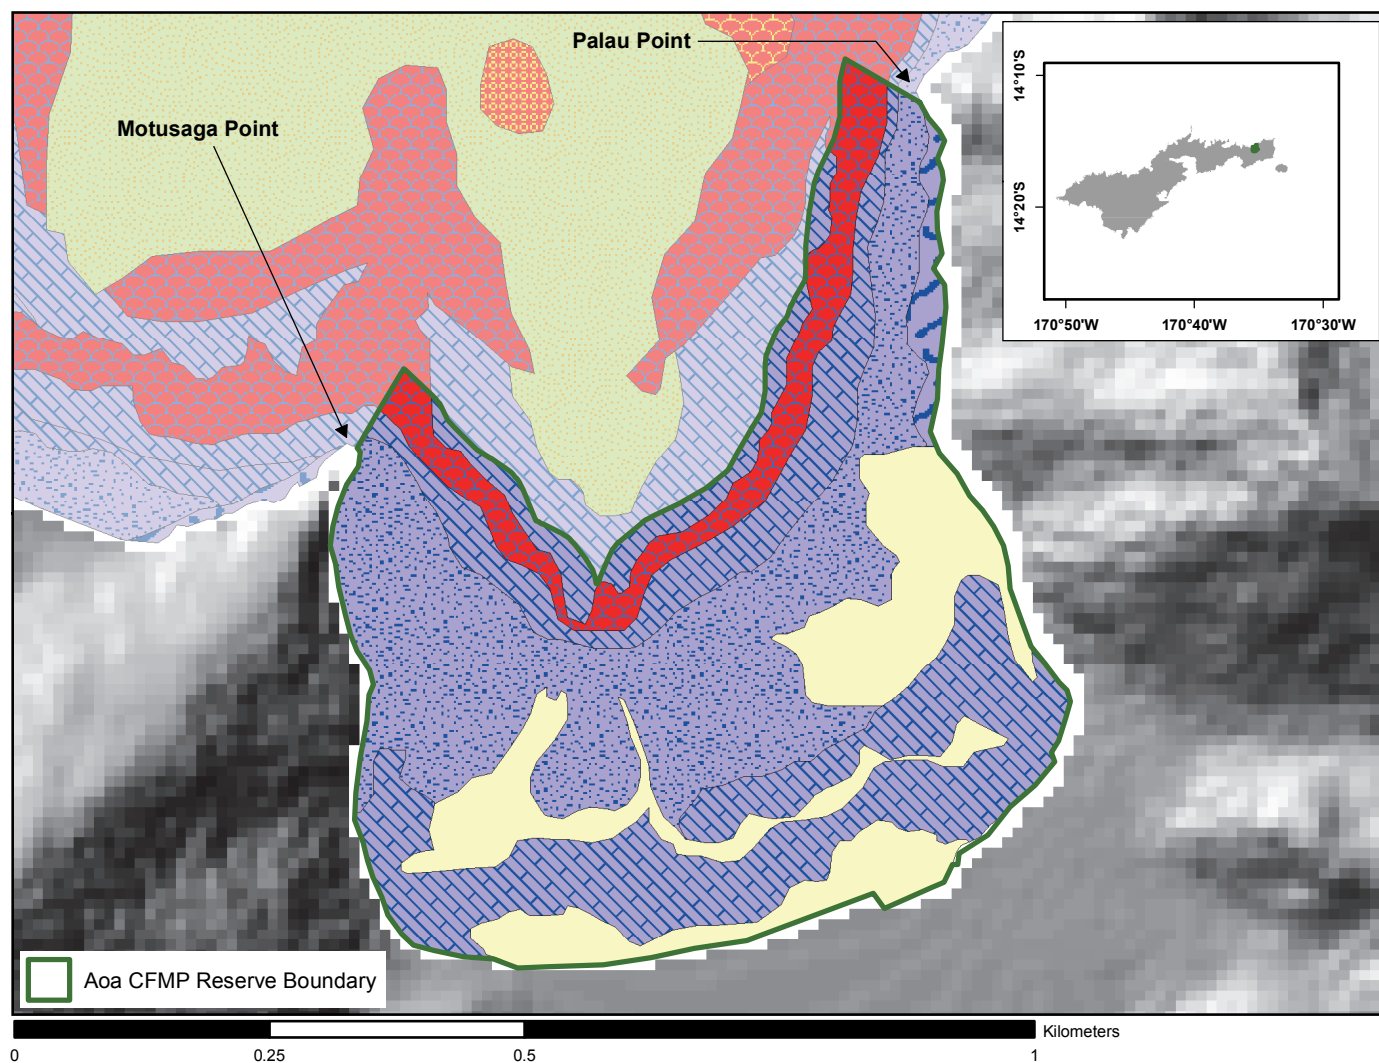 Palau Point
Motusaga Point
14°10'S
14°20'S
170°50'W
170°40'W
170°30'W
Aoa CFMP Reserve Boundary
Kilometers
0
0.25
0.5
1